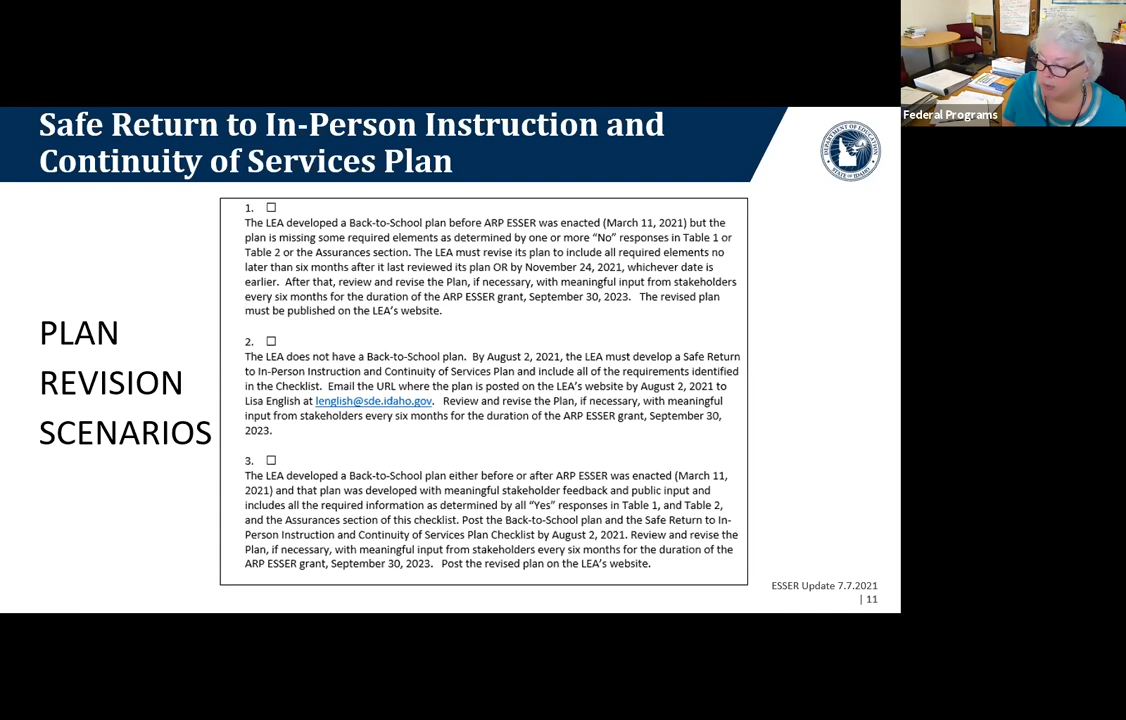 Federal Programs
Safe Return to In-Person Instruction and
Continuity of Services Plan
DEPARTMENT OF EDUCATION
STATE OF IDAHO
PLAN
REVISION
SCENARIOS
1. ☐
The LEA developed a Back-to-School plan before ARP ESSER was enacted (March 11, 2021) but the
plan is missing some required elements as determined by one or more “No” responses in Table 1 or
Table 2 or the Assurances section. The LEA must revise its plan to include all required elements no
later than six months after it last reviewed its plan OR by November 24, 2021, whichever date is
earlier. After that, review and revise the Plan, if necessary, with meaningful input from stakeholders
every six months for the duration of the ARP ESSER grant, September 30, 2023. The revised plan
must be published on the LEA’s website.
2. ☐
The LEA does not have a Back-to-School plan. By August 2, 2021, the LEA must develop a Safe Return
to In-Person Instruction and Continuity of Services Plan and include all of the requirements identified
in the Checklist. Email the URL where the plan is posted on the LEA’s website by August 2, 2021 to
Lisa English at lenglish@sde.idaho.gov. Review and revise the Plan, if necessary, with meaningful
input from stakeholders every six months for the duration of the ARP ESSER grant, September 30,
2023.
3. ☐
The LEA developed a Back-to-School plan either before or after ARP ESSER was enacted (March 11,
2021) and that plan was developed with meaningful stakeholder feedback and public input and
includes all the required information as determined by all “Yes” responses in Table 1, and Table 2,
and the Assurances section of this checklist. Post the Back-to-School plan and the Safe Return to In-
Person Instruction and Continuity of Services Plan Checklist by August 2, 2021. Review and revise the
Plan, if necessary, with meaningful input from stakeholders every six months for the duration of the
ARP ESSER grant, September 30, 2023. Post the revised plan on the LEA’s website.
ESSER Update 7.7.2021
| 11